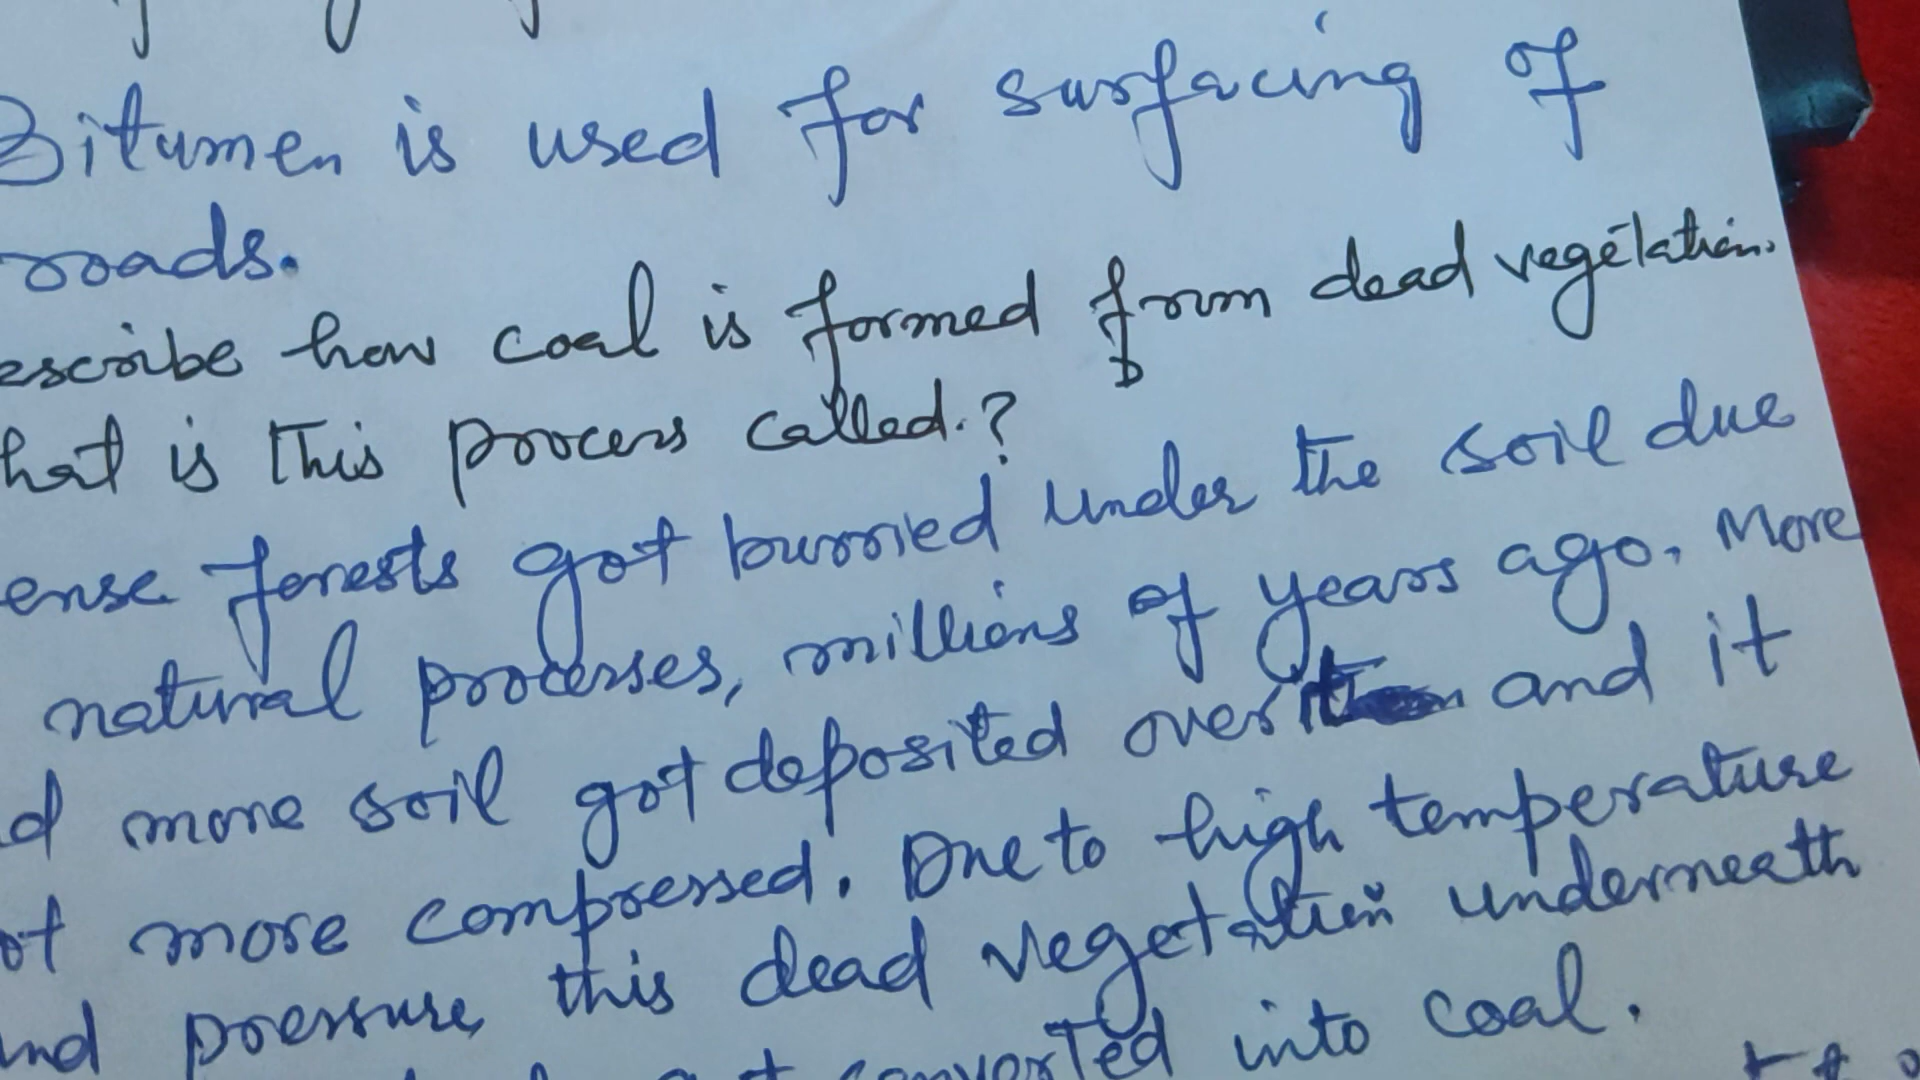 Bitumen is used for surfacing of
roads.
escribe how coal is formed from dead vegetation.
hat is this process called.?
ense forests got burried under the soil due
natural processes, millions of years ago. More
d more soil got deposited over it and it
ot more compressed. Due to high temperature
nd pressure, this dead vegetation underneath
converted into coal.